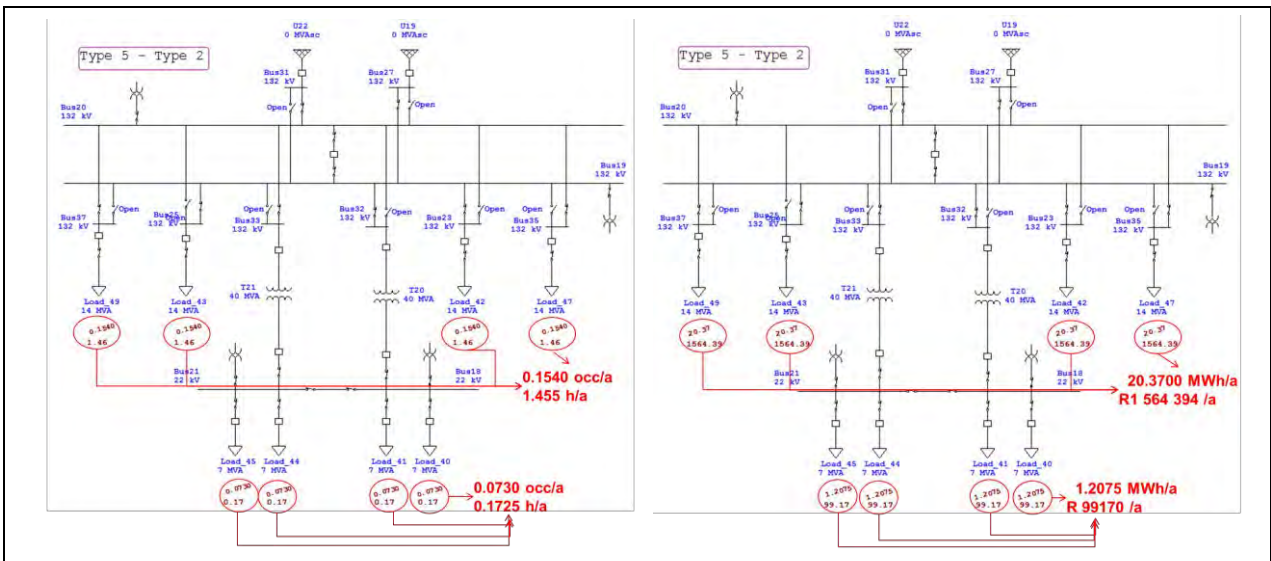 U22
0 MVAsc
U19
0 MVAsc
Type 5 - Type 2
Bus31
132 kV
Bus27
132 kV
Open
Open
Bus20
132 kV
Bus19
132 kV
Bus37
132 kV
Open
Bus25
Open
132 kV
Open
Bus33
132 kV
Bus32
132 kV
Open
Bus23
132 kV
Open
Bus35
132 kV
T21
40 MVA
T20
40 MVA
Load_49
14 MVA
Load_43
14 MVA
Load_42
14 MVA
Load_47
14 MVA
0.1540
1.46
0.1540
1.46
0.1540
1.46
0.1540
1.46
Bus21
22 kV
Bus18
22 kV
0.1540 occ/a
1.455 h/a
Load_45
7 MVA
Load_44
7 MVA
Load_41
7 MVA
Load_40
7 MVA
0.0730
0.17
0.0730
0.17
0.0730
0.17
0.0730
0.17
0.0730 occ/a
0.1725 h/a
U22
0 MVAsc
U19
0 MVAsc
Type 5 - Type 2
Bus31
132 kV
Bus27
132 kV
Open
Open
Bus20
132 kV
Bus19
132 kV
Bus37
132 kV
Open
Bus25
Open
132 kV
Open
Bus33
132 kV
Bus32
132 kV
Open
Bus23
132 kV
Open
Bus35
132 kV
T21
40 MVA
T20
40 MVA
Load_49
14 MVA
Load_43
14 MVA
Load_42
14 MVA
Load_47
14 MVA
20.37
1564.39
20.37
1564.39
20.37
1564.39
20.37
1564.39
Bus21
22 kV
Bus18
22 kV
20.3700 MWh/a
R1 564 394 /a
Load_45
7 MVA
Load_44
7 MVA
Load_41
7 MVA
Load_40
7 MVA
1.2075
99.17
1.2075
99.17
1.2075
99.17
1.2075
99.17
1.2075 MWh/a
R 99170 /a